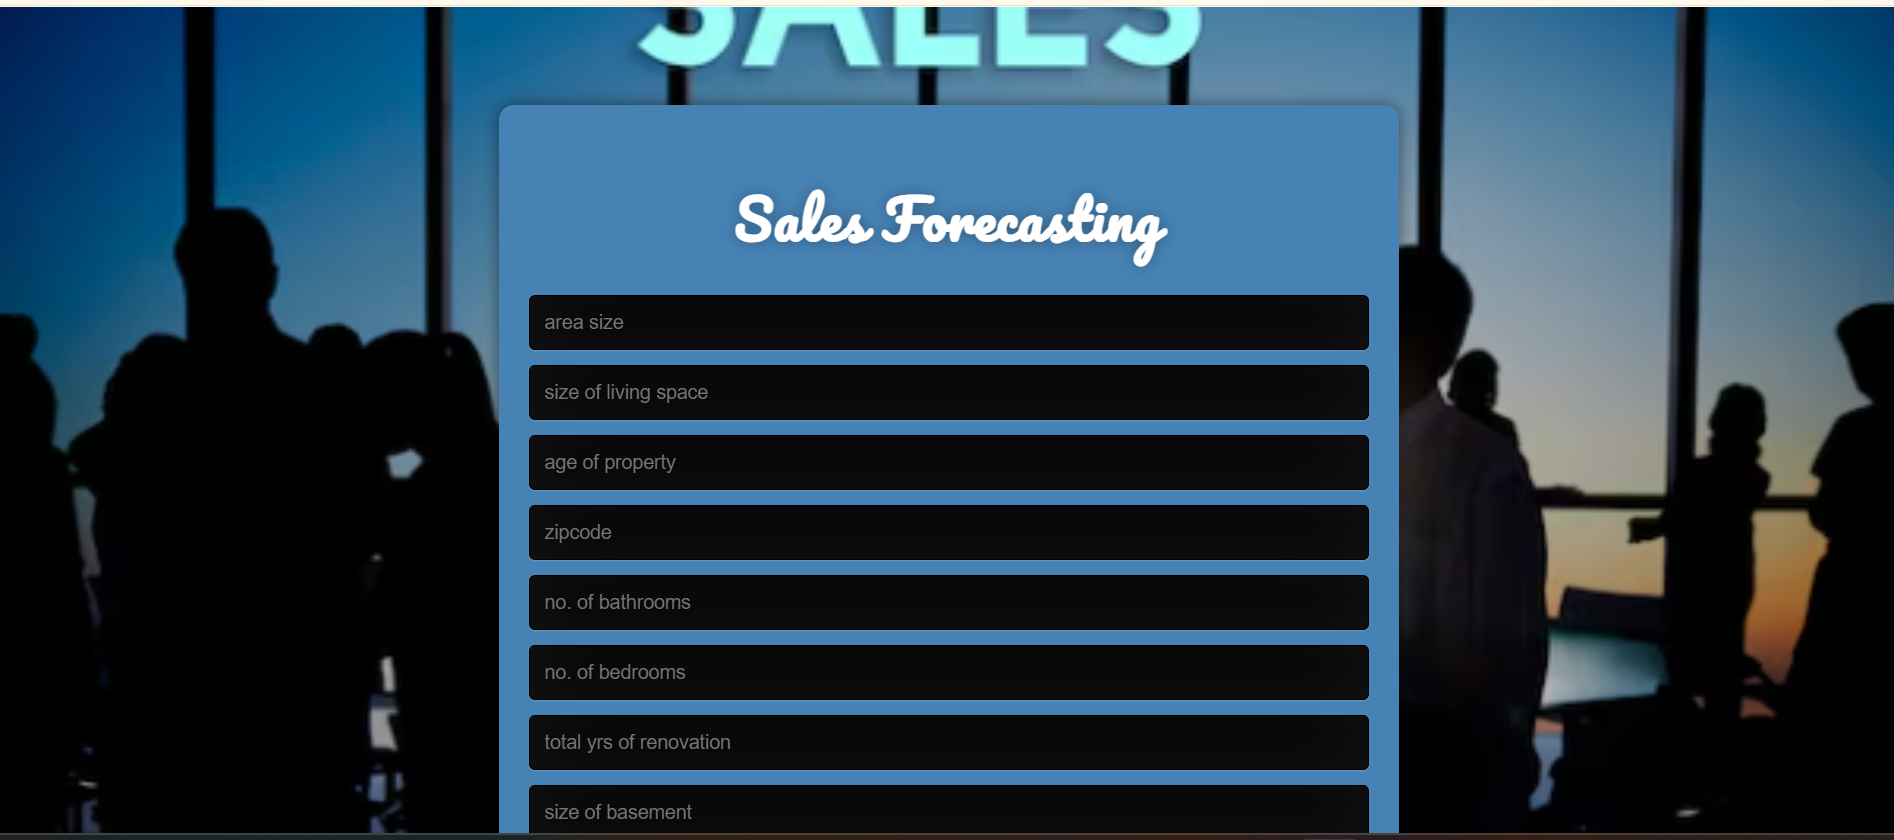 SALES
Sales Forecasting
area size
size of living space
age of property
zipcode
no. of bathrooms
no. of bedrooms
total yrs of renovation
size of basement